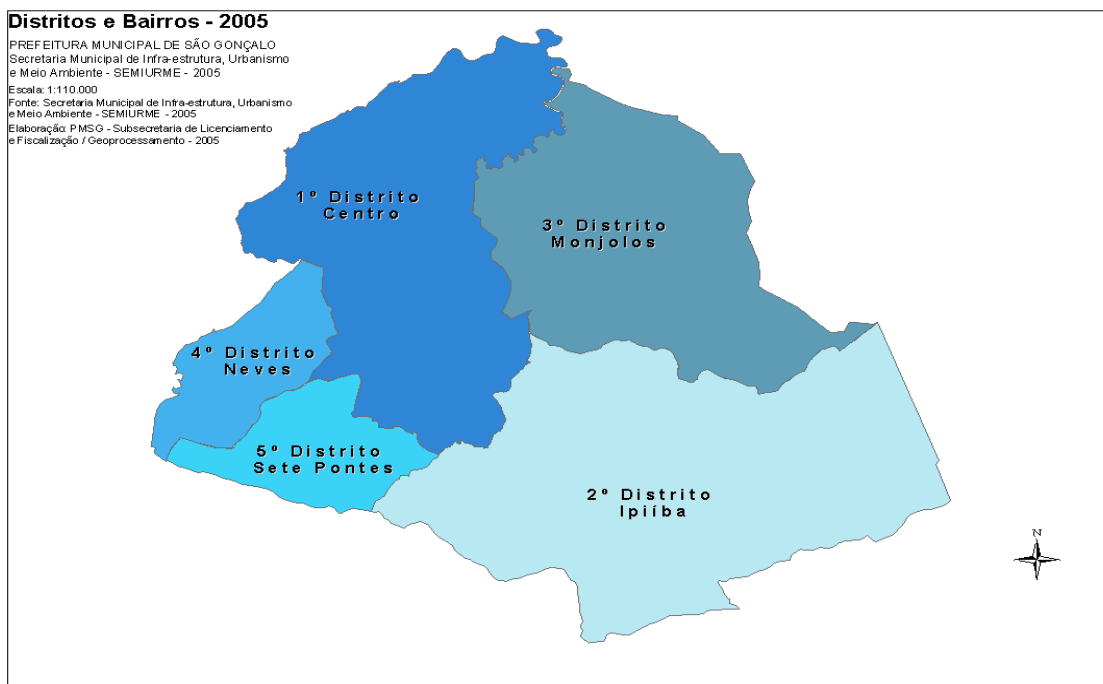 Distritos e Bairros - 2005
PREFEITURA MUNICIPAL DE SÃO GONÇALO
Secretaria Municipal de Infra-estrutura, Urbanismo
e Meio Ambiente - SEMIURME - 2005
Escala: 1:110.000
Fonte: Secretaria Municipal de Infra-estrutura, Urbanismo
e Meio Ambiente - SEMIURME - 2005
Elaboração: PMSG - Subsecretaria de Licenciamento
e Fiscalização / Geoprocessamento - 2005
1º Distrito
Centro
3º Distrito
Monjolos
4º Distrito
Neves
5º Distrito
Sete Pontes
2º Distrito
Ipiíba
N